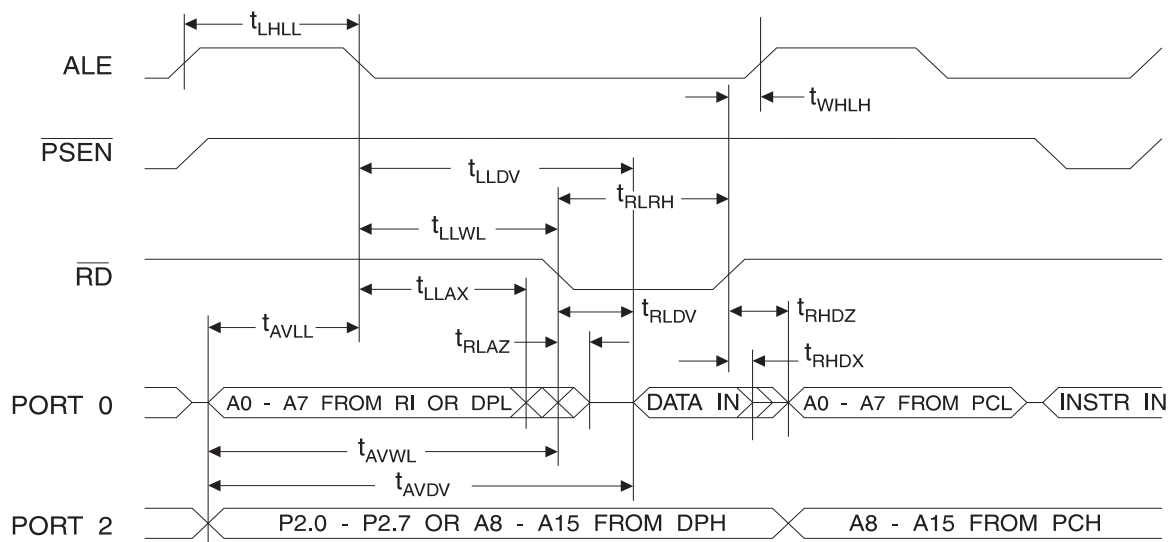 tLHLL
ALE
tWHLH
PSEN
tLLDV
tRLRH
tLLWL
RD
tLLAX
tRLDV
tRHDZ
tAVLL
tRLAZ
tRHDX
PORT 0
A0 - A7 FROM RI OR DPL
DATA IN
A0 - A7 FROM PCL
INSTR IN
tAVWL
tAVDV
PORT 2
P2.0 - P2.7 OR A8 - A15 FROM DPH
A8 - A15 FROM PCH